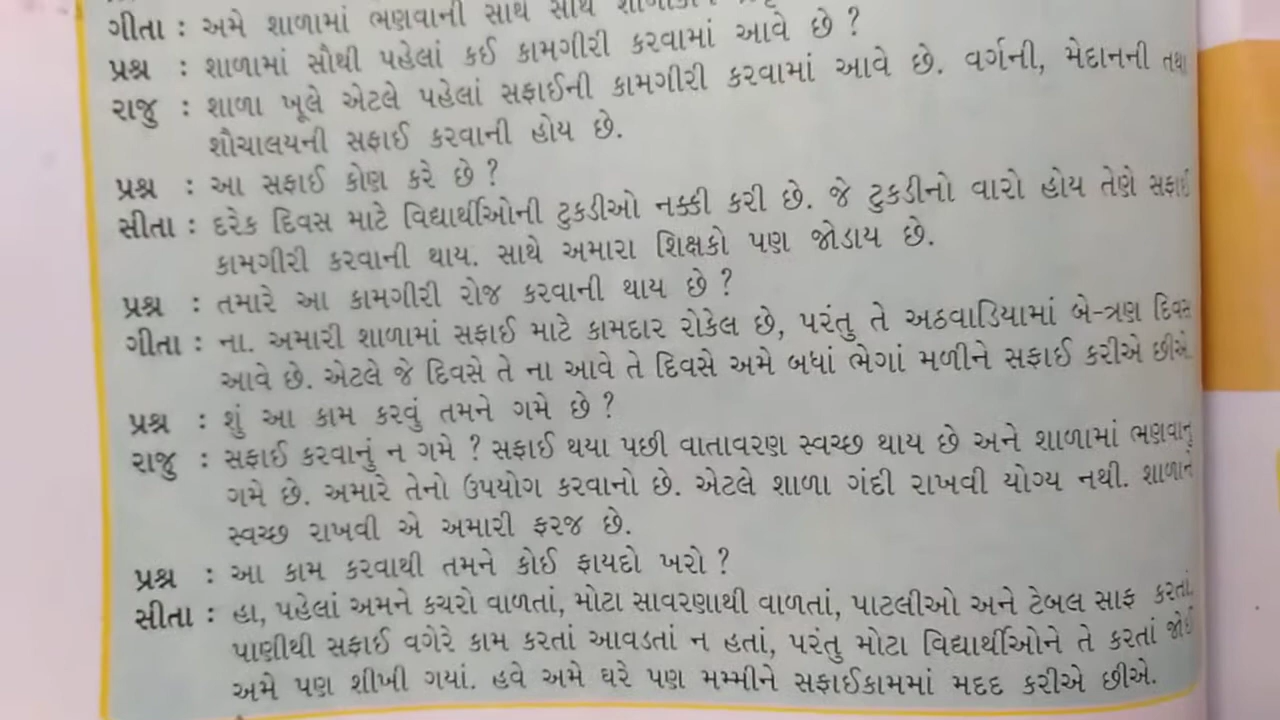 ગીતા : અમે શાળામાં ભણવાની સાથ સાથ
પ્રશ્ન : શાળામાં સૌથી પહેલાં કઈ કામગીરી કરવામાં આવે છે ?
રાજુ : શાળા ખૂલે એટલે પહેલાં સફાઈની કામગીરી કરવામાં આવે છે. વર્ગની, મેદાનની તથા
શૌચાલયની સફાઈ કરવાની હોય છે.
પ્રશ્ન : આ સફાઈ કોણ કરે છે ?
સીતા : દરેક દિવસ માટે વિદ્યાર્થીઓની ટુકડીઓ નક્કી કરી છે. જે ટુકડીનો વારો હોય તેણે સફાઈ
કામગીરી કરવાની થાય. સાથે અમારા શિક્ષકો પણ જોડાય છે.
પ્રશ્ન : તમારે આ કામગીરી રોજ કરવાની થાય છે ?
ગીતા : ના. અમારી શાળામાં સફાઈ માટે કામદાર રોકેલ છે, પરંતુ તે અઠવાડિયામાં બે-ત્રણ દિવસ
આવે છે. એટલે જે દિવસે તે ના આવે તે દિવસે અમે બધાં ભેગાં મળીને સફાઈ કરીએ છીએ.
પ્રશ્ન : શું આ કામ કરવું તમને ગમે છે ?
રાજુ : સફાઈ કરવાનું ન ગમે ? સફાઈ થયા પછી વાતાવરણ સ્વચ્છ થાય છે અને શાળામાં ભણવાનું
ગમે છે. અમારે તેનો ઉપયોગ કરવાનો છે. એટલે શાળા ગંદી રાખવી યોગ્ય નથી. શાળાને
સ્વચ્છ રાખવી એ અમારી ફરજ છે.
પ્રશ્ન : આ કામ કરવાથી તમને કોઈ ફાયદો ખરો ?
સીતા : હા, પહેલાં અમને કચરો વાળતાં, મોટા સાવરણાથી વાળતાં, પાટલીઓ અને ટેબલ સાફ કરતાં,
પાણીથી સફાઈ વગેરે કામ કરતાં આવડતાં ન હતાં, પરંતુ મોટા વિદ્યાર્થીઓને તે કરતાં જોઈ
અમે પણ શીખી ગયાં. હવે અમે ઘરે પણ મમ્મીને સફાઈકામમાં મદદ કરીએ છીએ.